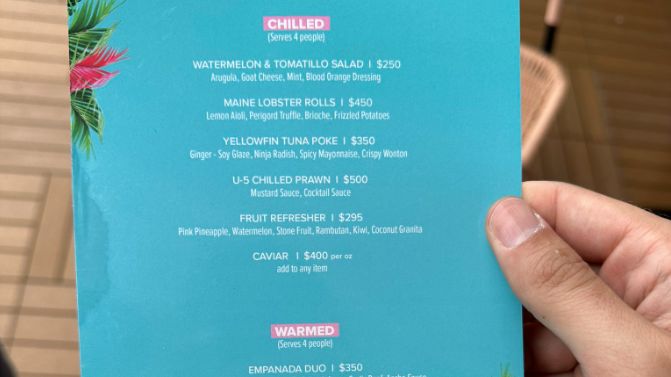 CHILLED
(Serves 4 people)
WATERMELON & TOMATILLO SALAD | $250
Arugula, Goat Cheese, Mint, Blood Orange Dressing
MAINE LOBSTER ROLLS | $450
Lemon Aioli, Perigord Truffle, Brioche, Frizzled Potatoes
YELLOWFIN TUNA POKE | $350
Ginger - Soy Glaze, Ninja Radish, Spicy Mayonnaise, Crispy Wonton
U-5 CHILLED PRAWN | $500
Mustard Sauce, Cocktail Sauce
FRUIT REFRESHER | $295
Pink Pineapple, Watermelon, Stone Fruit, Rambutan, Kiwi, Coconut Granita
CAVIAR | $400 per oz
add to any item
WARMED
(Serves 4 people)
EMPANADA DUO | $350